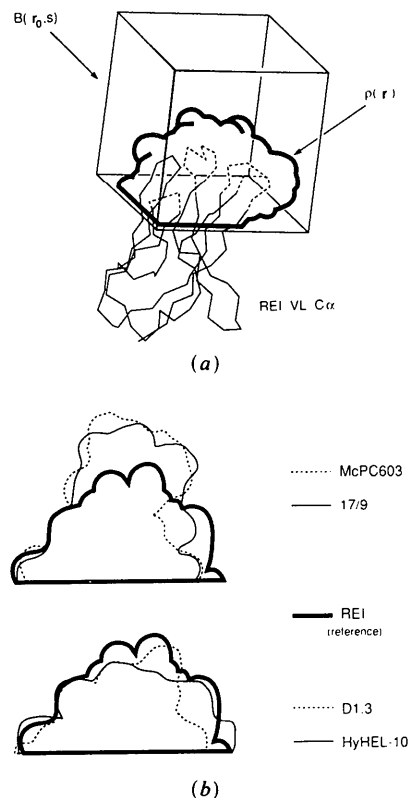 B(r₀.s)
ρ(r)
REI VL Cα
(a)
McPC603
17/9
REI
(reference)
D1.3
HyHEL-10
(b)